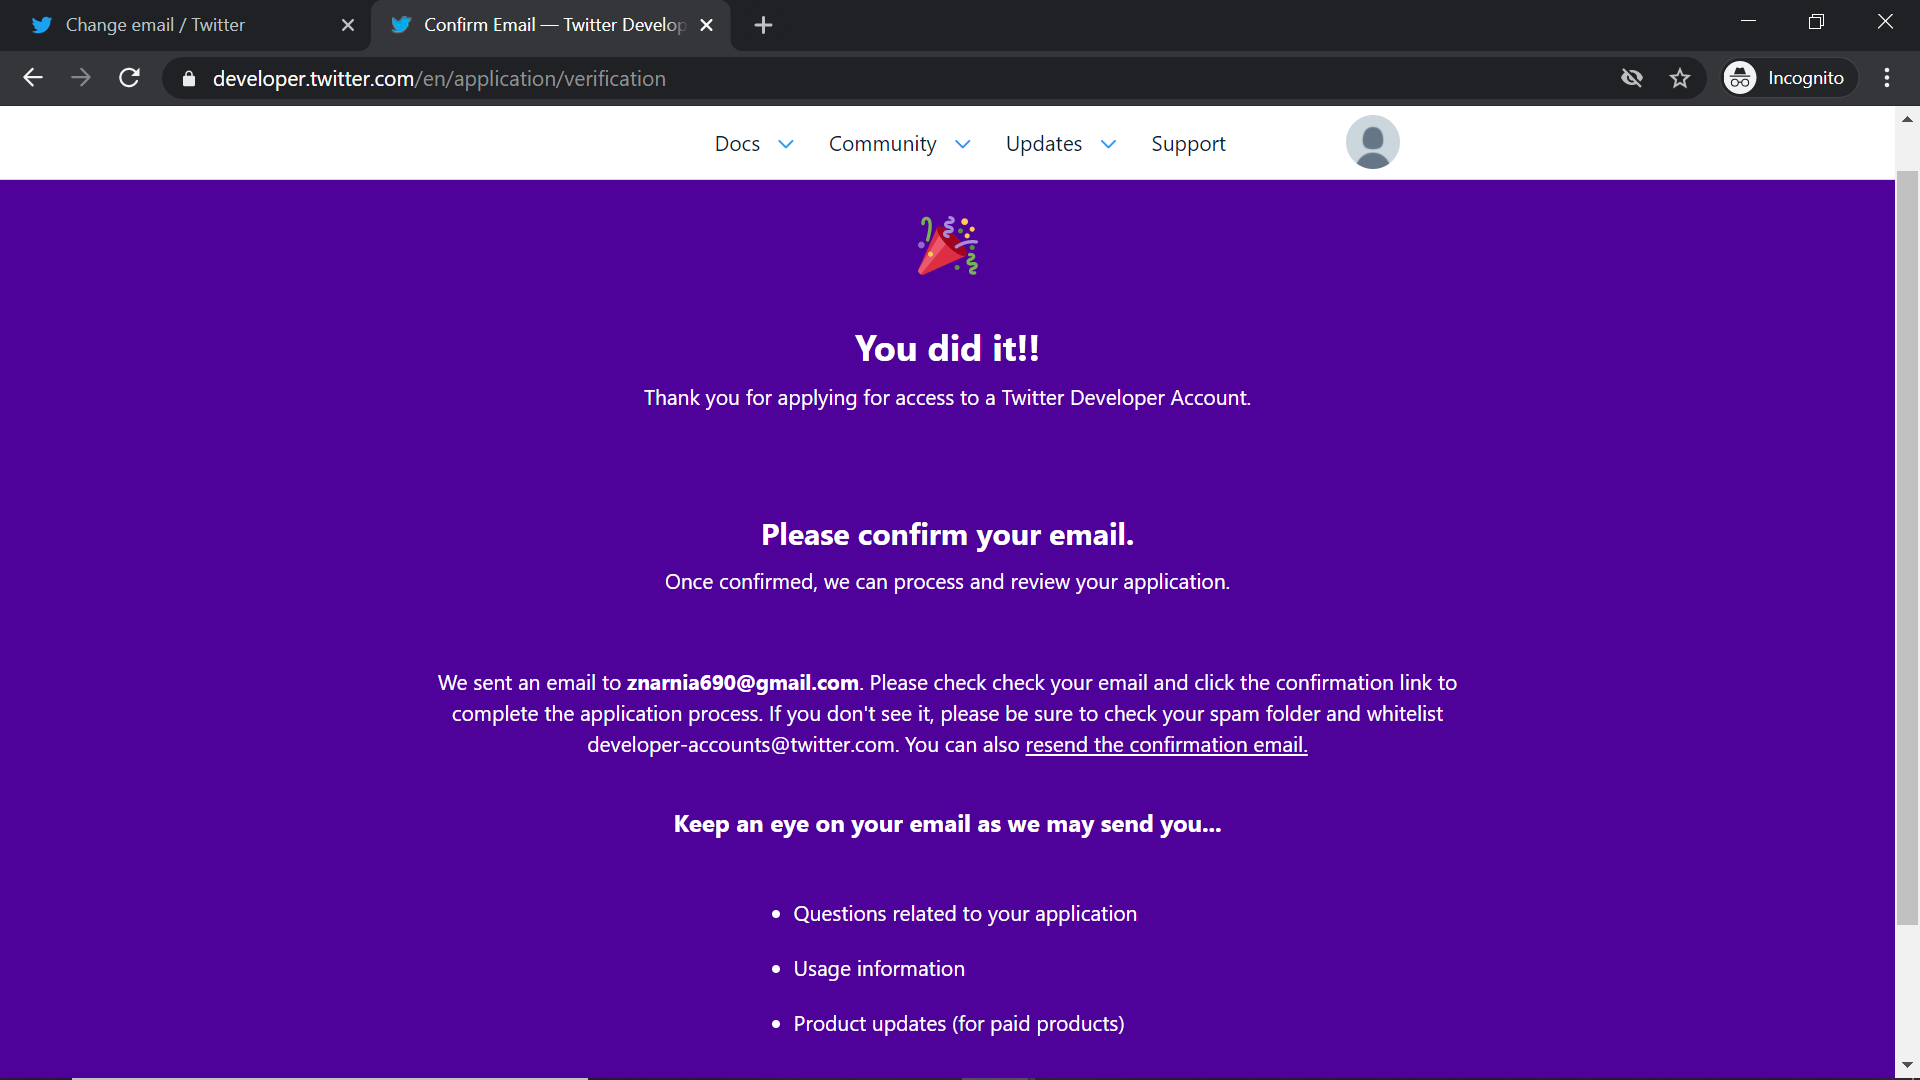 Change email / Twitter
Confirm Email — Twitter Develop
developer.twitter.com/en/application/verification
Incognito
Docs Community Updates Support
You did it!!
Thank you for applying for access to a Twitter Developer Account.
Please confirm your email.
Once confirmed, we can process and review your application.
We sent an email to znarnia690@gmail.com. Please check check your email and click the confirmation link to
complete the application process. If you don't see it, please be sure to check your spam folder and whitelist
developer-accounts@twitter.com. You can also resend the confirmation email.
Keep an eye on your email as we may send you...
• Questions related to your application
• Usage information
• Product updates (for paid products)